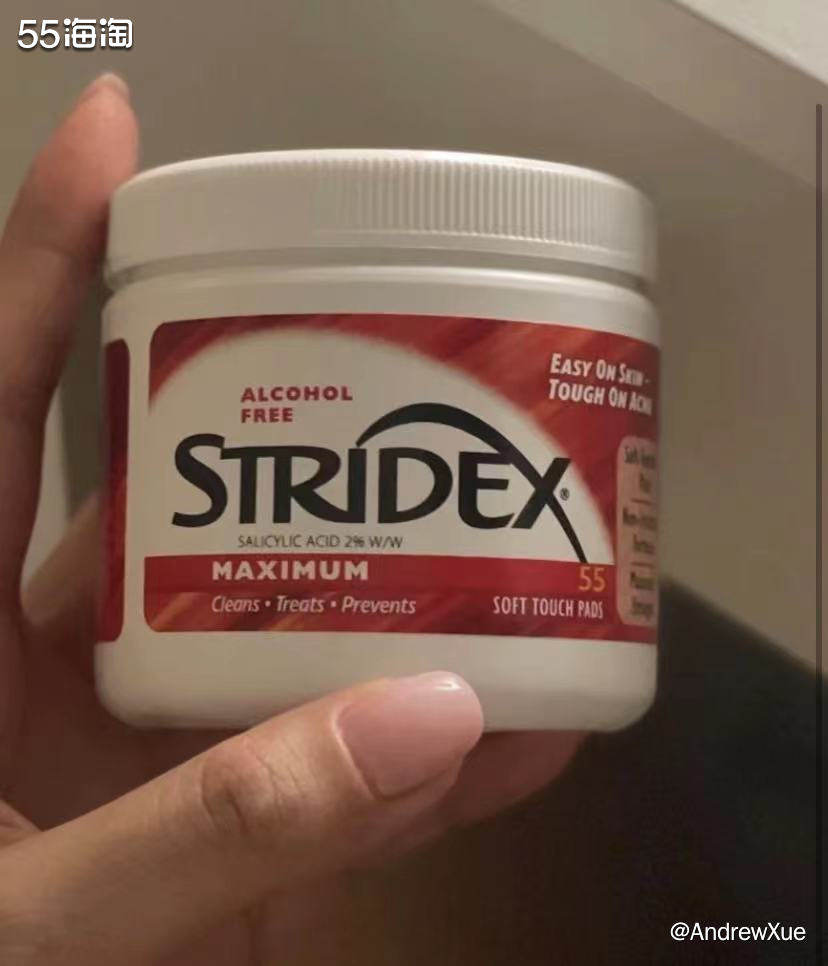 55海淘
ALCOHOL
FREE
EASY ON SKIN -
TOUGH ON ACNE
STRIDEX®
SALICYLIC ACID 2% W/W
MAXIMUM
55
Cleans • Treats • Prevents
SOFT TOUCH PADS
@AndrewXue